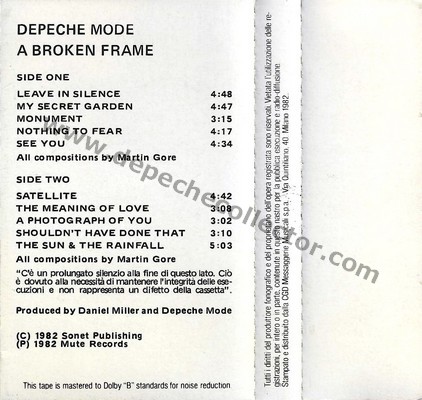 DEPECHE MODE
A BROKEN FRAME
SIDE ONE
LEAVE IN SILENCE 4:48
MY SECRET GARDEN 4:47
MONUMENT 3:15
NOTHING TO FEAR 4:17
SEE YOU 4:34
All compositions by Martin Gore
SIDE TWO
SATELLITE 4:42
THE MEANING OF LOVE 3:08
A PHOTOGRAPH OF YOU 3:02
SHOULDN'T HAVE DONE THAT 3:10
THE SUN & THE RAINFALL 5:03
All compositions by Martin Gore
"C'è un prolungato silenzio alla fine di questo lato. Ciò
è dovuto alla necessità di mantenere l'integrità delle ese-
cuzioni e non rappresenta un difetto della cassetta".
Produced by Daniel Miller and Depeche Mode
(C) 1982 Sonet Publishing
(P) 1982 Mute Records
This tape is mastered to Dolby "B" standards for noise reduction.
Tutti i diritti del produttore fonografico e del proprietario dell'opera registrata sono riservati. Vietata l'utilizzazione delle re-
gistrazioni, per intero o in parte, contenute in questo nastro per la pubblica esecuzione e radio-diffusione.
Stampato e distribuito dalla CGD Messaggerie Musicali s.p.a. - Via Quintiliano, 40 Milano 1982.
www.depechecollector.com